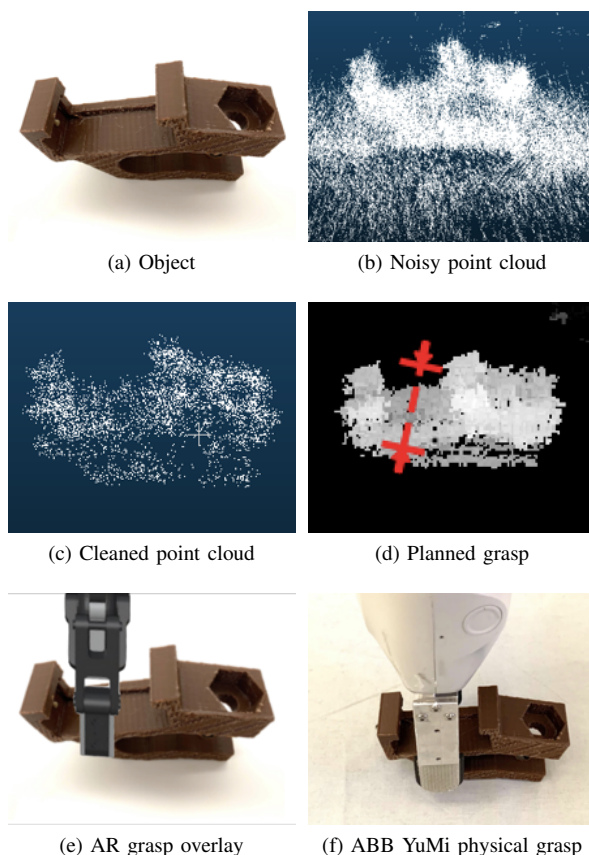 (a) Object
(b) Noisy point cloud
(c) Cleaned point cloud
(d) Planned grasp
(e) AR grasp overlay
(f) ABB YuMi physical grasp